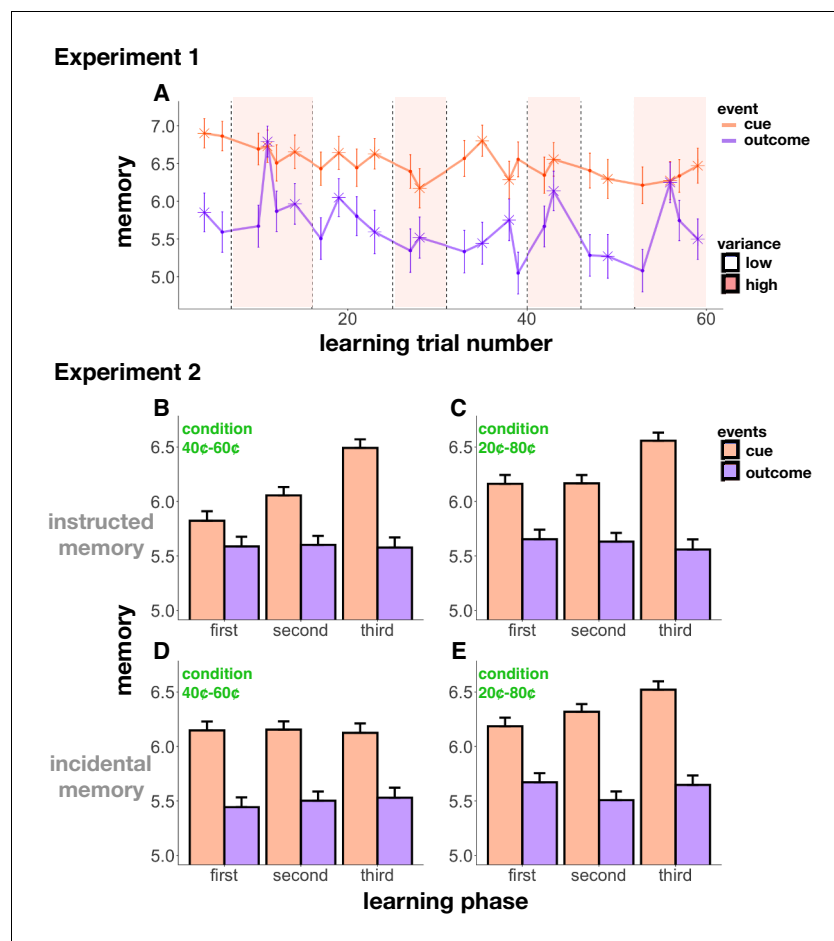 Experiment 1
A
7.0
6.5
6.0
5.5
5.0
memory
20
40
60
learning trial number
event
cue
outcome
variance
low
high
Experiment 2
B
condition
40¢-60¢
6.5
6.0
5.5
5.0
first
second
third
C
condition
20¢-80¢
6.5
6.0
5.5
5.0
first
second
third
events
cue
outcome
instructed
memory
memory
D
condition
40¢-60¢
6.5
6.0
5.5
5.0
first
second
third
E
condition
20¢-80¢
6.5
6.0
5.5
5.0
first
second
third
incidental
memory
learning phase